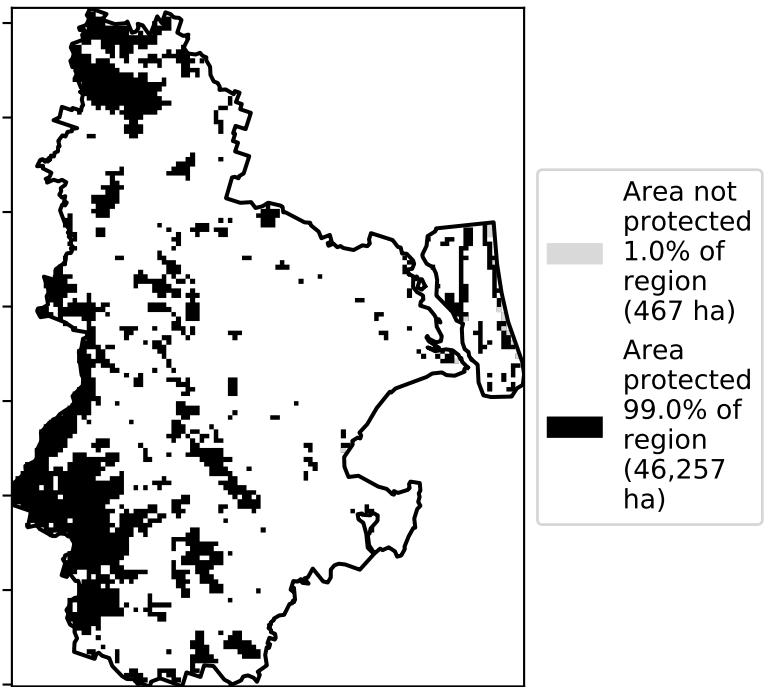 Area not
protected
1.0% of
region
(467 ha)
Area
protected
99.0% of
region
(46,257
ha)